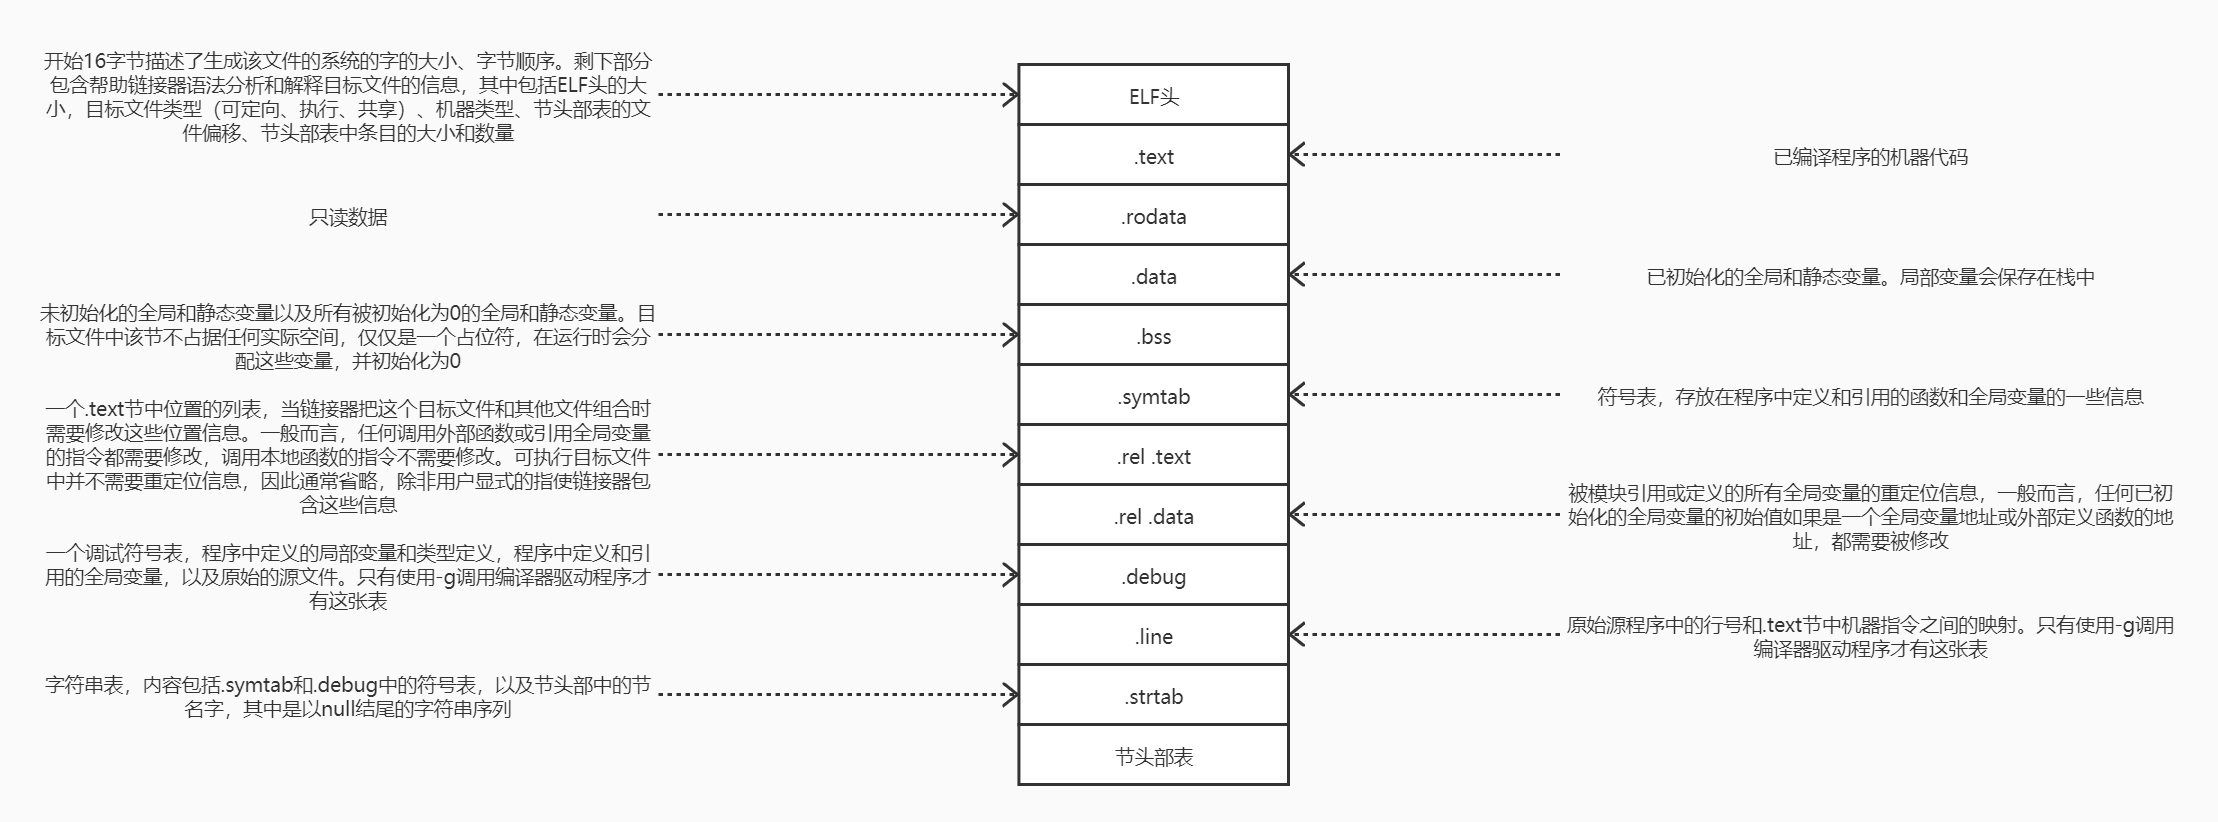 开始16字节描述了生成该文件的系统的字的大小、字节顺序。剩下部分
包含帮助链接器语法分析和解释目标文件的信息，其中包括ELF头的大
小，目标文件类型（可定向、执行、共享）、机器类型、节头部表的文
件偏移、节头部表中条目的大小和数量
ELF头
.text
已编译程序的机器代码
只读数据
.rodata
.data
已初始化的全局和静态变量。局部变量会保存在栈中
未初始化的全局和静态变量以及所有被初始化为0的全局和静态变量。目
标文件中该节不占据任何实际空间，仅仅是一个占位符，在运行时会分
配这些变量，并初始化为0
.bss
.symtab
符号表，存放在程序中定义和引用的函数和全局变量的一些信息
一个.text节中位置的列表，当链接器把这个目标文件和其他文件组合时
需要修改这些位置信息。一般而言，任何调用外部函数或引用全局变量
的指令都需要修改，调用本地函数的指令不需要修改。可执行目标文件
中并不需要重定位信息，因此通常省略，除非用户显式的指使链接器包
含这些信息
.rel .text
.rel .data
被模块引用或定义的所有全局变量的重定位信息，一般而言，任何已初
始化的全局变量的初始值如果是一个全局变量地址或外部定义函数的地
址，都需要被修改
一个调试符号表，程序中定义的局部变量和类型定义，程序中定义和引
用的全局变量，以及原始的源文件。只有使用-g调用编译器驱动程序才
有这张表
.debug
.line
原始源程序中的行号和.text节中机器指令之间的映射。只有使用-g调用
编译器驱动程序才有这张表
字符串表，内容包括.symtab和.debug中的符号表，以及节头部中的节
名字，其中是以null结尾的字符串序列
.strtab
节头部表